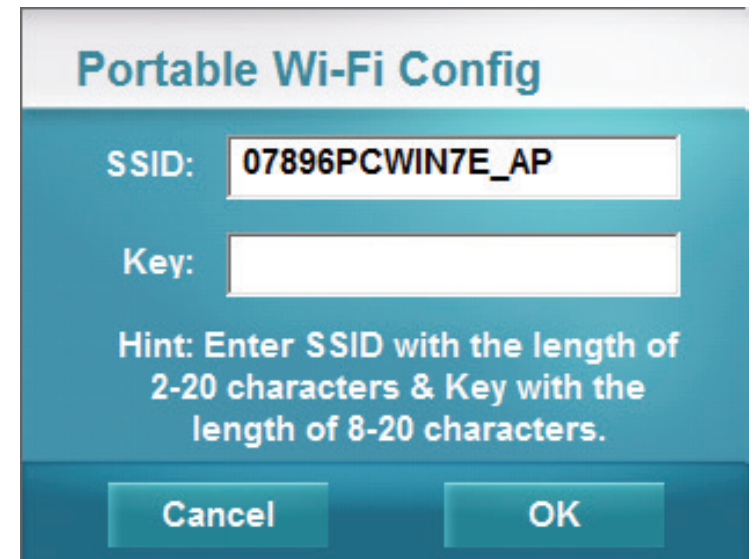 Portable Wi-Fi Config
SSID: 07896PCWIN7E_AP
Key:
Hint: Enter SSID with the length of
2-20 characters & Key with the
length of 8-20 characters.
Cancel OK